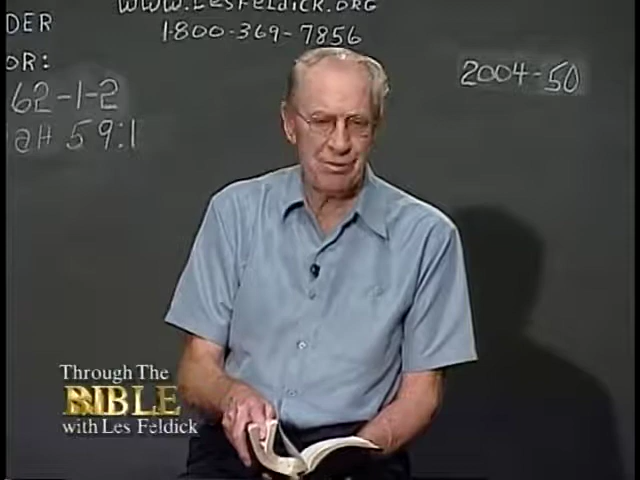 WWW.LESFELDICK.ORG
1-800-369-7856
DER
OR:
62-1-2
aH 59:1
2004-50
Through The
BIBLE
with Les Feldick